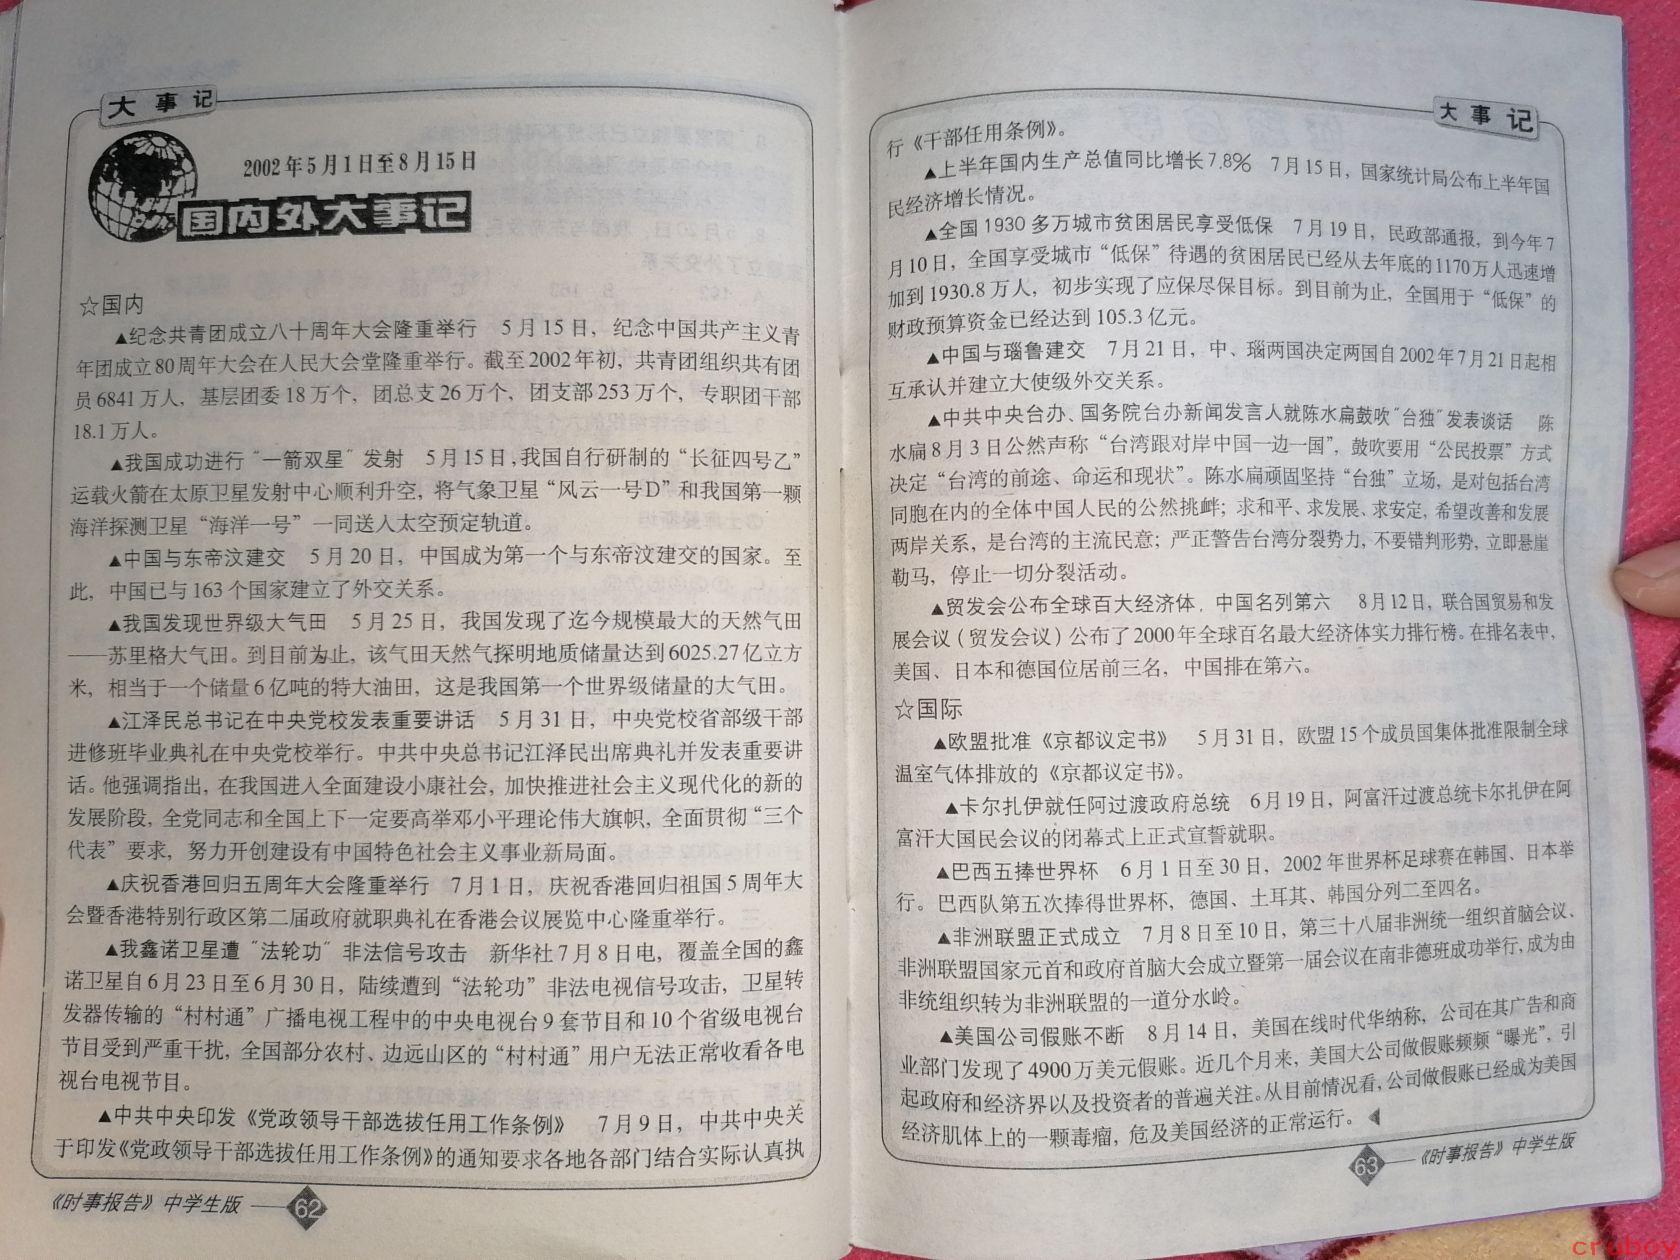 大事记
2002年5月1日至8月15日
国内外大事记
☆国内
▲纪念共青团成立八十周年大会隆重举行 5月15日，纪念中国共产主义青
年团成立80周年大会在人民大会堂隆重举行。截至2002年初，共青团组织共有团
员6841万人，基层团委18万个，团总支26万个，团支部253万个，专职团干部
18.1万人。
▲我国成功进行“一箭双星”发射 5月15日，我国自行研制的“长征四号乙”
运载火箭在太原卫星发射中心顺利升空，将气象卫星“风云一号D”和我国第一颗
海洋探测卫星“海洋一号”一同送入太空预定轨道。
▲中国与东帝汶建交 5月20日，中国成为第一个与东帝汶建交的国家。至
此，中国已与163个国家建立了外交关系。
▲我国发现世界级大气田 5月25日，我国发现了迄今规模最大的天然气田
——苏里格大气田。到目前为止，该气田天然气探明地质储量达到6025.27亿立方
米，相当于一个储量6亿吨的特大油田，这是我国第一个世界级储量的大气田。
▲江泽民总书记在中央党校发表重要讲话 5月31日，中央党校省部级干部
进修班毕业典礼在中央党校举行。中共中央总书记江泽民出席典礼并发表重要讲
话。他强调指出，在我国进入全面建设小康社会，加快推进社会主义现代化的新的
发展阶段，全党同志和全国上下一定要高举邓小平理论伟大旗帜，全面贯彻“三个
代表”要求，努力开创建设有中国特色社会主义事业新局面。
▲庆祝香港回归五周年大会隆重举行 7月1日，庆祝香港回归祖国5周年大
会暨香港特别行政区第二届政府就职典礼在香港会议展览中心隆重举行。
▲我鑫诺卫星遭“法轮功”非法信号攻击 新华社7月8日电，覆盖全国的鑫
诺卫星自6月23日至6月30日，陆续遭到“法轮功”非法电视信号攻击，卫星转
发器传输的“村村通”广播电视工程中的中央电视台9套节目和10个省级电视台
节目受到严重干扰，全国部分农村、边远山区的“村村通”用户无法正常收看各电
视台电视节目。
▲中共中央印发《党政领导干部选拔任用工作条例》 7月9日，中共中央关
于印发《党政领导干部选拔任用工作条例》的通知要求各地各部门结合实际认真执
《时事报告》中学生版 62
大事记
行《干部任用条例》。
▲上半年国内生产总值同比增长7.8% 7月15日，国家统计局公布上半年国
民经济增长情况。
▲全国1930多万城市贫困居民享受低保 7月19日，民政部通报，到今年7
月10日，全国享受城市“低保”待遇的贫困居民已经从去年底的1170万人迅速增
加到1930.8万人，初步实现了应保尽保目标。到目前为止，全国用于“低保”的
财政预算资金已经达到105.3亿元。
▲中国与瑙鲁建交 7月21日，中、瑙两国决定两国自2002年7月21日起相
互承认并建立大使级外交关系。
▲中共中央台办、国务院台办新闻发言人就陈水扁鼓吹“台独”发表谈话 陈
水扁8月3日公然声称“台湾跟对岸中国一边一国”，鼓吹要用“公民投票”方式
决定“台湾的前途、命运和现状”。陈水扁顽固坚持“台独”立场，是对包括台湾
同胞在内的全体中国人民的公然挑衅；求和平、求发展、求安定，希望改善和发展
两岸关系，是台湾的主流民意；严正警告台湾分裂势力，不要错判形势，立即悬崖
勒马，停止一切分裂活动。
▲贸发会公布全球百大经济体，中国名列第六 8月12日，联合国贸易和发
展会议（贸发会议）公布了2000年全球百名最大经济体实力排行榜。在排名表中，
美国、日本和德国位居前三名，中国排在第六。
☆国际
▲欧盟批准《京都议定书》 5月31日，欧盟15个成员国集体批准限制全球
温室气体排放的《京都议定书》。
▲卡尔扎伊就任阿过渡政府总统 6月19日，阿富汗过渡总统卡尔扎伊在阿
富汗大国民会议的闭幕式上正式宣誓就职。
▲巴西五捧世界杯 6月1日至30日，2002年世界杯足球赛在韩国、日本举
行。巴西队第五次捧得世界杯，德国、土耳其、韩国分列二至四名。
▲非洲联盟正式成立 7月8日至10日，第三十八届非洲统一组织首脑会议、
非洲联盟国家元首和政府首脑大会成立暨第一届会议在南非德班成功举行，成为由
非统组织转为非洲联盟的一道分水岭。
▲美国公司假账不断 8月14日，美国在线时代华纳称，公司在其广告和商
业部门发现了4900万美元假账。近几个月来，美国大公司做假账频频“曝光”，引
起政府和经济界以及投资者的普遍关注。从目前情况看，公司做假账已经成为美国
经济肌体上的一颗毒瘤，危及美国经济的正常运行。◀
63 《时事报告》中学生版